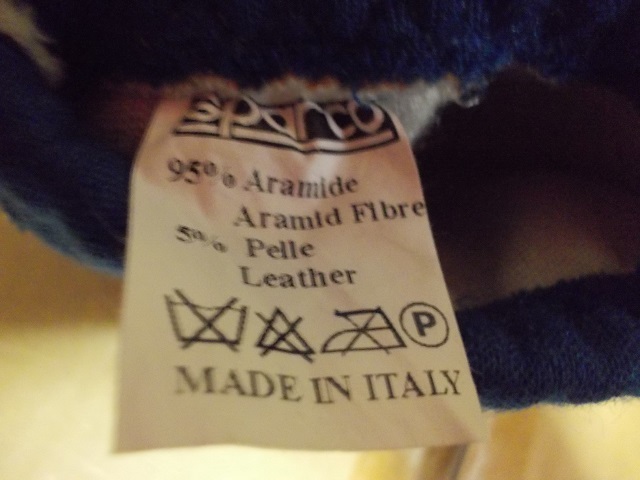 sparco
95% Aramide
Aramid Fibre
5% Pelle
Leather
P
MADE IN ITALY